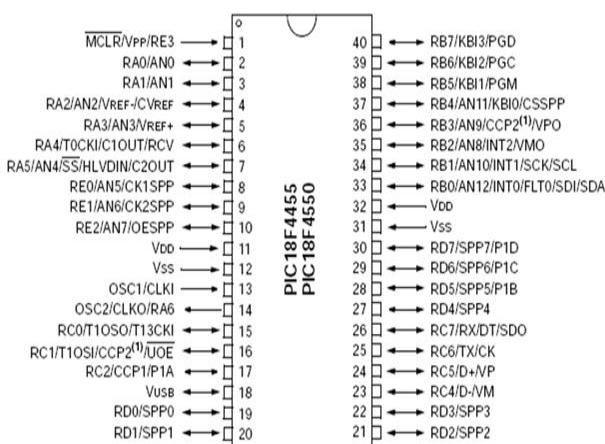 MCLR/VPP/RE3 1
RA0/AN0 2
RA1/AN1 3
RA2/AN2/VREF-/CVREF 4
RA3/AN3/VREF+ 5
RA4/T0CKI/C1OUT/RCV 6
RA5/AN4/SS/HLVDIN/C2OUT 7
RE0/AN5/CK1SPP 8
RE1/AN6/CK2SPP 9
RE2/AN7/OESPP 10
VDD 11
VSS 12
OSC1/CLKI 13
OSC2/CLKO/RA6 14
RC0/T1OSO/T13CKI 15
RC1/T1OSI/CCP2(1)/UOE 16
RC2/CCP1/P1A 17
VUSB 18
RD0/SPP0 19
RD1/SPP1 20
PIC18F4455
PIC18F4550
40 RB7/KBI3/PGD
39 RB6/KBI2/PGC
38 RB5/KBI1/PGM
37 RB4/AN11/KBI0/CSSPP
36 RB3/AN9/CCP2(1)/VPO
35 RB2/AN8/INT2/VMO
34 RB1/AN10/INT1/SCK/SCL
33 RB0/AN12/INT0/FLT0/SDI/SDA
32 VDD
31 VSS
30 RD7/SPP7/P1D
29 RD6/SPP6/P1C
28 RD5/SPP5/P1B
27 RD4/SPP4
26 RC7/RX/DT/SDO
25 RC6/TX/CK
24 RC5/D+/VP
23 RC4/D-/VM
22 RD3/SPP3
21 RD2/SPP2